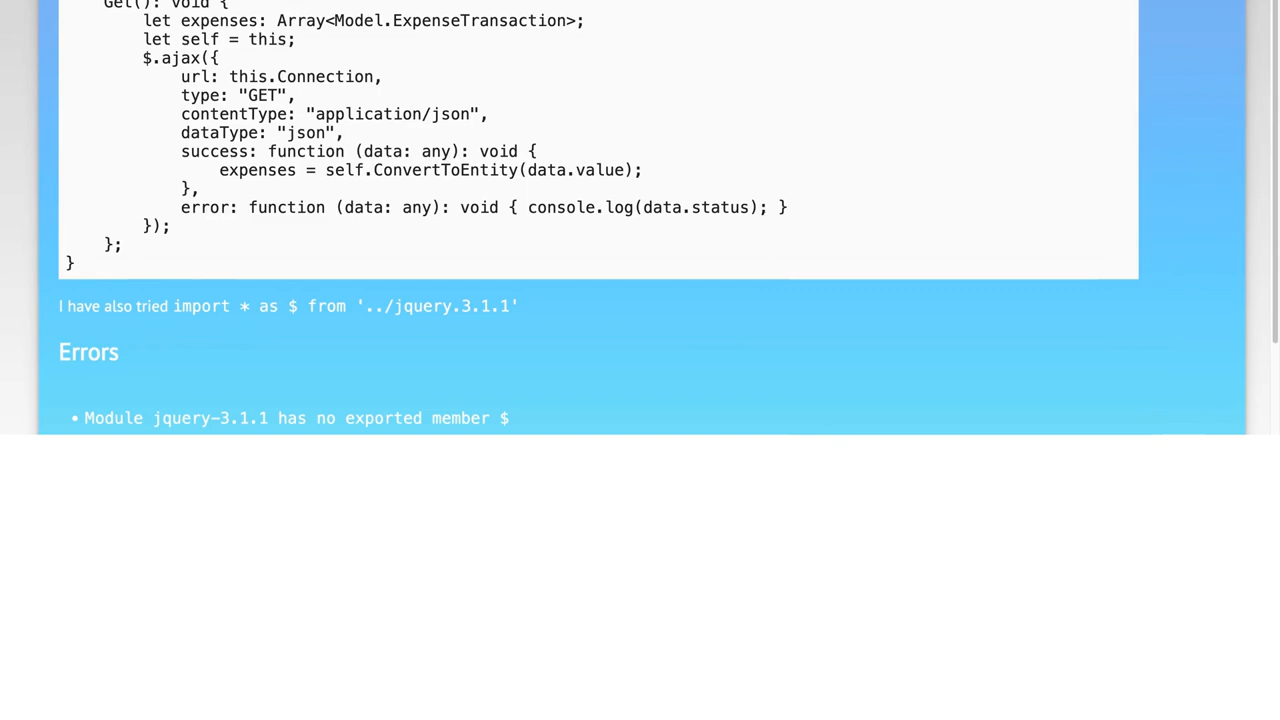 Get(): void {
let expenses: Array<Model.ExpenseTransaction>;
let self = this;
$.ajax({
url: this.Connection,
type: "GET",
contentType: "application/json",
dataType: "json",
success: function (data: any): void {
expenses = self.ConvertToEntity(data.value);
},
error: function (data: any): void { console.log(data.status); }
});
};
}
I have also tried import * as $ from '../jquery.3.1.1'
Errors
• Module jquery-3.1.1 has no exported member $